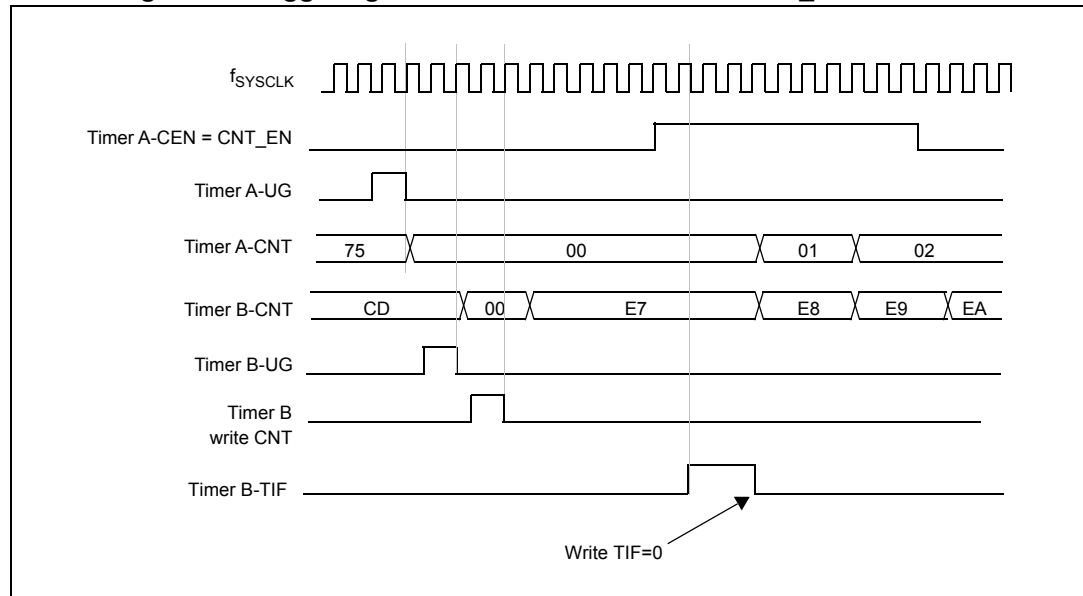 fSYSCLK
Timer A-CEN = CNT_EN
Timer A-UG
Timer A-CNT 75 00 01 02
Timer B-CNT CD 00 E7 E8 E9 EA
Timer B-UG
Timer B
write CNT
Timer B-TIF
Write TIF=0